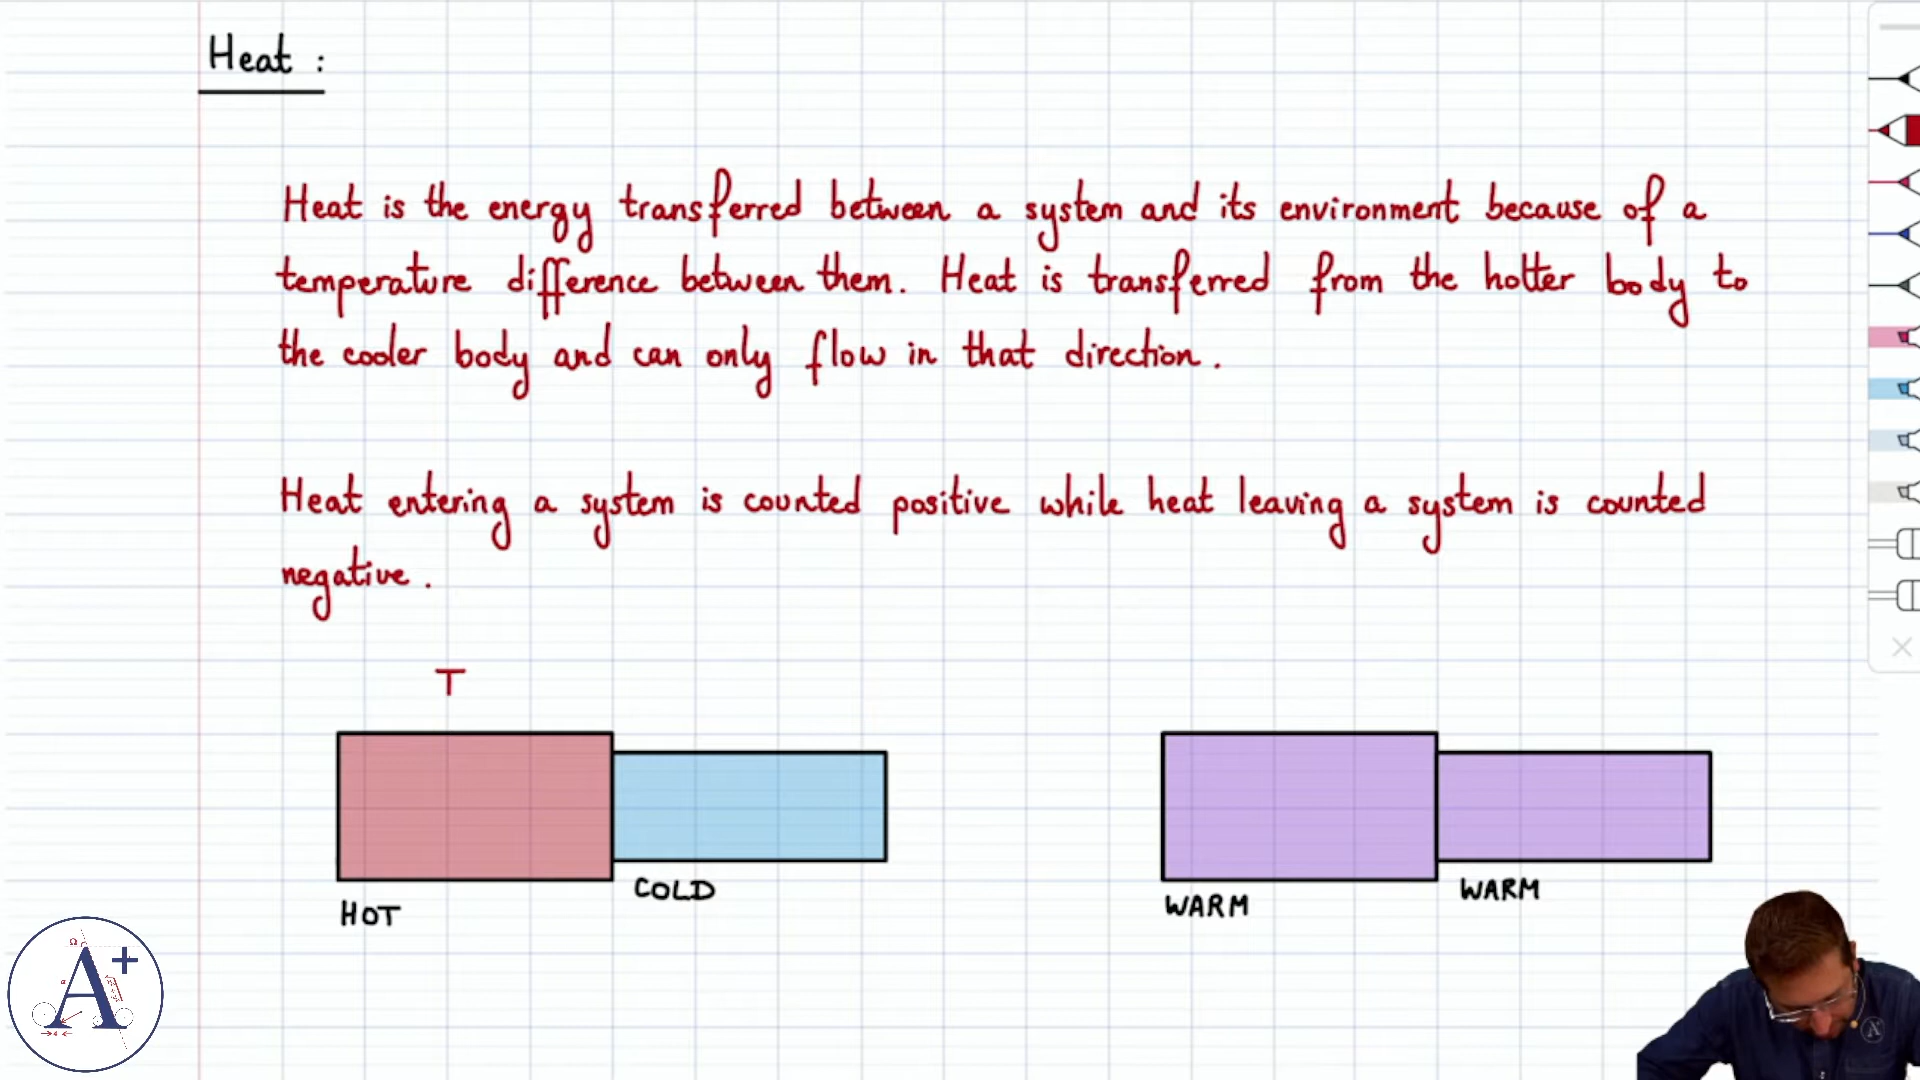 Heat :
Heat is the energy transferred between a system and its environment because of a
temperature difference between them. Heat is transferred from the hotter body to
the cooler body and can only flow in that direction.
Heat entering a system is counted positive while heat leaving a system is counted
negative.
T
HOT
COLD
WARM
WARM
A+